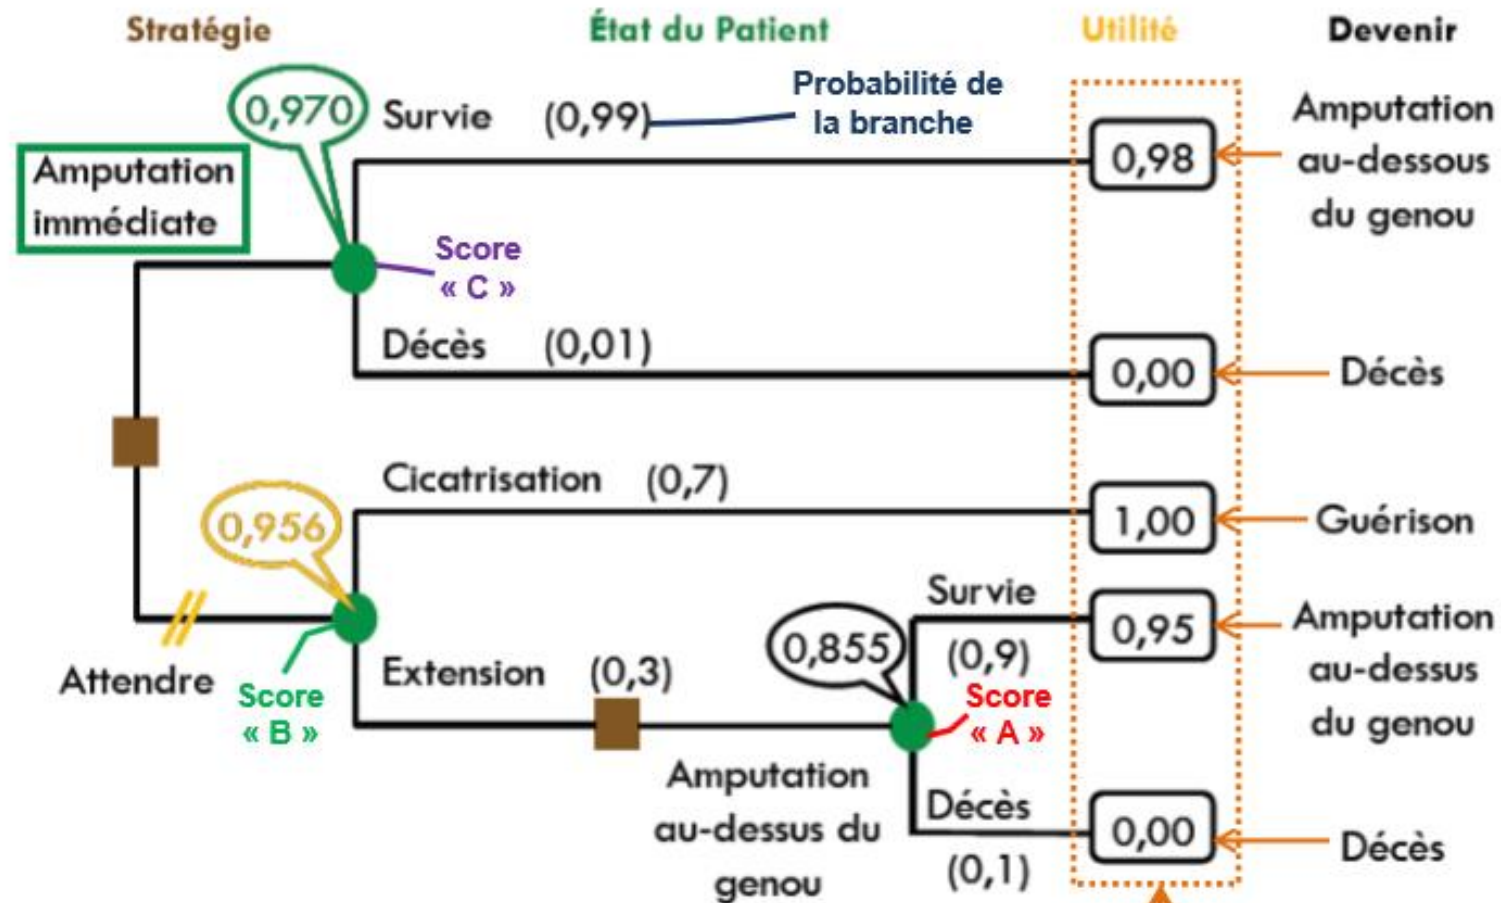 Stratégie
État du Patient
Utilité
Devenir
0,970
Survie (0,99)
Probabilité de
la branche
0,98
Amputation
au-dessous
du genou
Amputation
immédiate
Score
« C »
Décès (0,01)
0,00
Décès
Cicatrisation (0,7)
1,00
Guérison
0,956
Attendre
Score
« B »
Extension (0,3)
0,855
Survie
(0,9)
0,95
Amputation
au-dessus
du genou
Score
« A »
Amputation
au-dessus du
genou
Décès
(0,1)
0,00
Décès